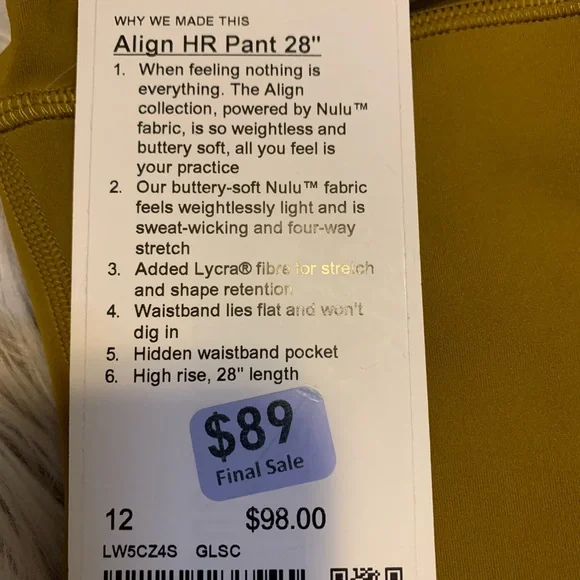 WHY WE MADE THIS
Align HR Pant 28"
1. When feeling nothing is
everything. The Align
collection, powered by Nulu™
fabric, is so weightless and
buttery soft, all you feel is
your practice
2. Our buttery-soft Nulu™ fabric
feels weightlessly light and is
sweat-wicking and four-way
stretch
3. Added Lycra® fibre for stretch
and shape retention
4. Waistband lies flat and won't
dig in
5. Hidden waistband pocket
6. High rise, 28" length
$89
Final Sale
12 $98.00
LW5CZ4S GLSC